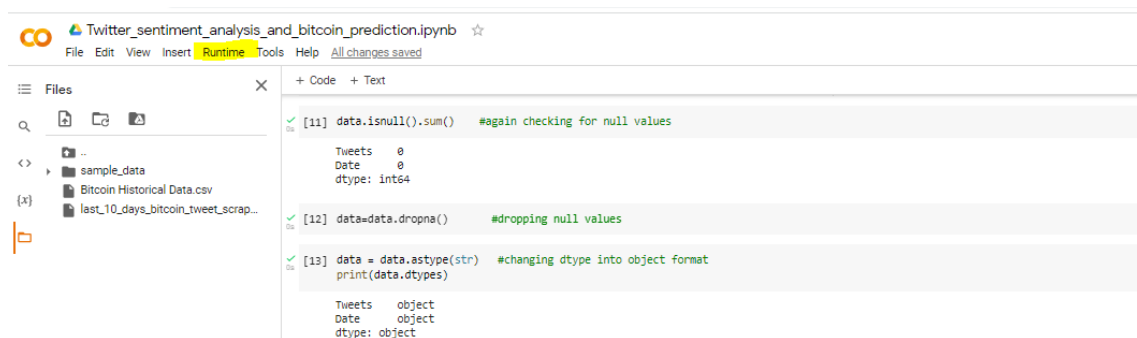 Twitter_sentiment_analysis_and_bitcoin_prediction.ipynb
File Edit View Insert Runtime Tools Help All changes saved
Files
..
sample_data
Bitcoin Historical Data.csv
last_10_days_bitcoin_tweet_scrap...
{x}
+ Code + Text
[11] data.isnull().sum() #again checking for null values
Tweets 0
Date 0
dtype: int64
[12] data=data.dropna() #dropping null values
[13] data = data.astype(str) #changing dtype into object format
print(data.dtypes)
Tweets object
Date object
dtype: object